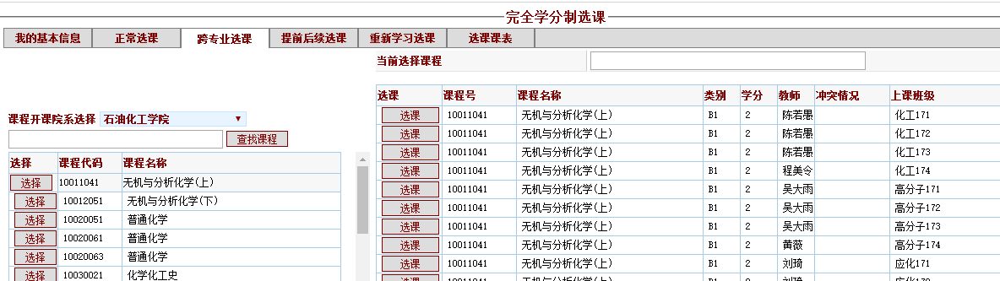 完全学分制选课
我的基本信息 正常选课 跨专业选课 提前后续选课 重新学习选课 选课课表
当前选择课程
课程开课院系选择 石油化工学院
查找课程
选择 课程代码 课程名称
选择 10011041 无机与分析化学(上)
选择 10012051 无机与分析化学(下)
选择 10020051 普通化学
选择 10020061 普通化学
选择 10020063 普通化学
选择 10030021 化学化工史
选课 课程号 课程名称 类别 学分 教师 冲突情况 上课班级
选课 10011041 无机与分析化学(上) B1 2 陈若愚 化工171
选课 10011041 无机与分析化学(上) B1 2 陈若愚 化工172
选课 10011041 无机与分析化学(上) B1 2 陈若愚 化工173
选课 10011041 无机与分析化学(上) B1 2 程美令 化工174
选课 10011041 无机与分析化学(上) B1 2 吴大雨 高分子171
选课 10011041 无机与分析化学(上) B1 2 吴大雨 高分子172
选课 10011041 无机与分析化学(上) B1 2 吴大雨 高分子173
选课 10011041 无机与分析化学(上) B1 2 黄薇 高分子174
选课 10011041 无机与分析化学(上) B1 2 刘琦 应化171